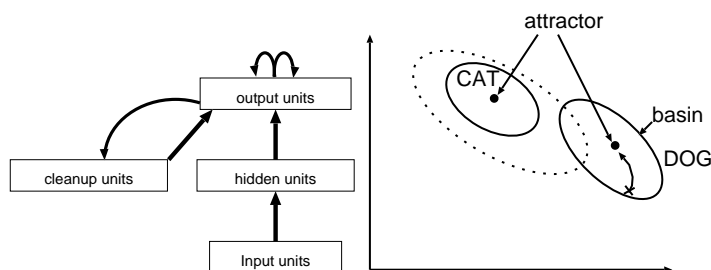 output units
cleanup units
hidden units
Input units
attractor
CAT
basin
DOG